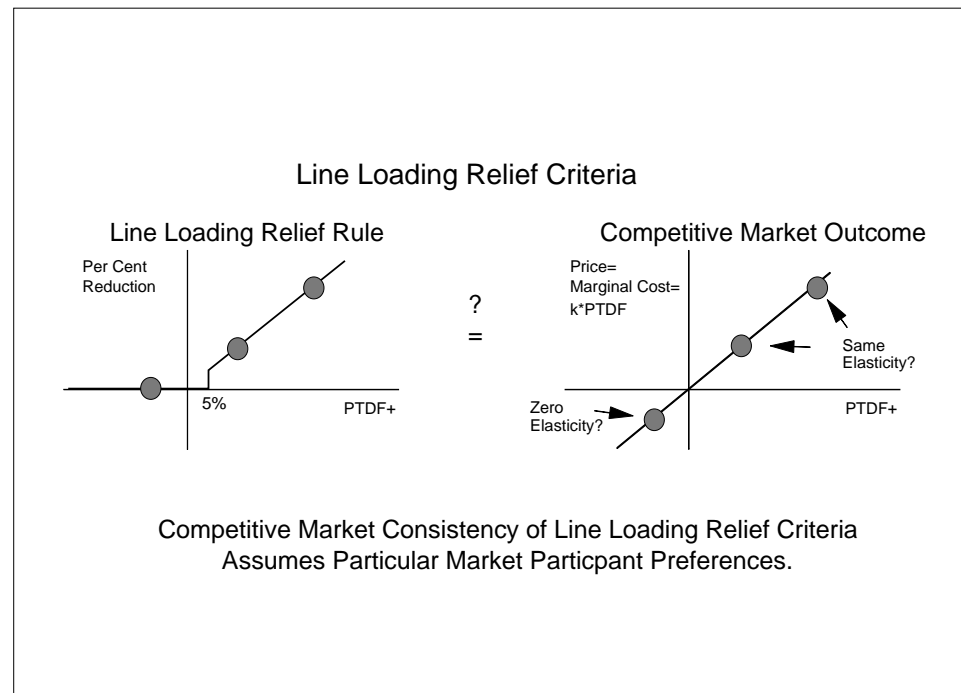 Line Loading Relief Criteria
Line Loading Relief Rule
Per Cent
Reduction
5%
PTDF+
?
=
Competitive Market Outcome
Price=
Marginal Cost=
k*PTDF
Same
Elasticity?
Zero
Elasticity?
PTDF+
Competitive Market Consistency of Line Loading Relief Criteria
Assumes Particular Market Particpant Preferences.